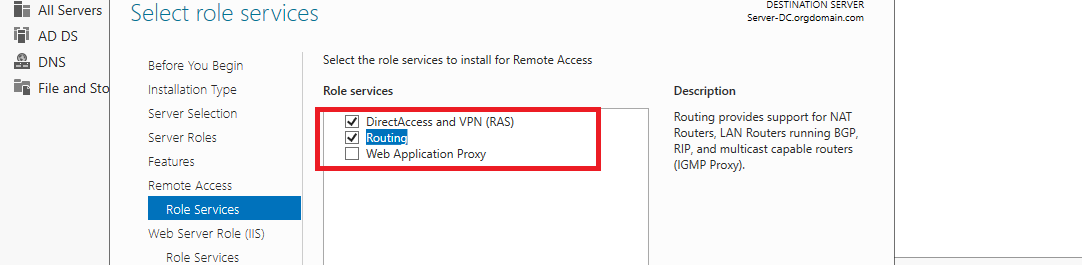 All Servers
AD DS
DNS
File and Sto
Select role services
DESTINATION SERVER
Server-DC.orgdomain.com
Before You Begin
Installation Type
Server Selection
Server Roles
Features
Remote Access
Role Services
Web Server Role (IIS)
Role Services
Select the role services to install for Remote Access
Role services
DirectAccess and VPN (RAS)
Routing
Web Application Proxy
Description
Routing provides support for NAT
Routers, LAN Routers running BGP,
RIP, and multicast capable routers
(IGMP Proxy).